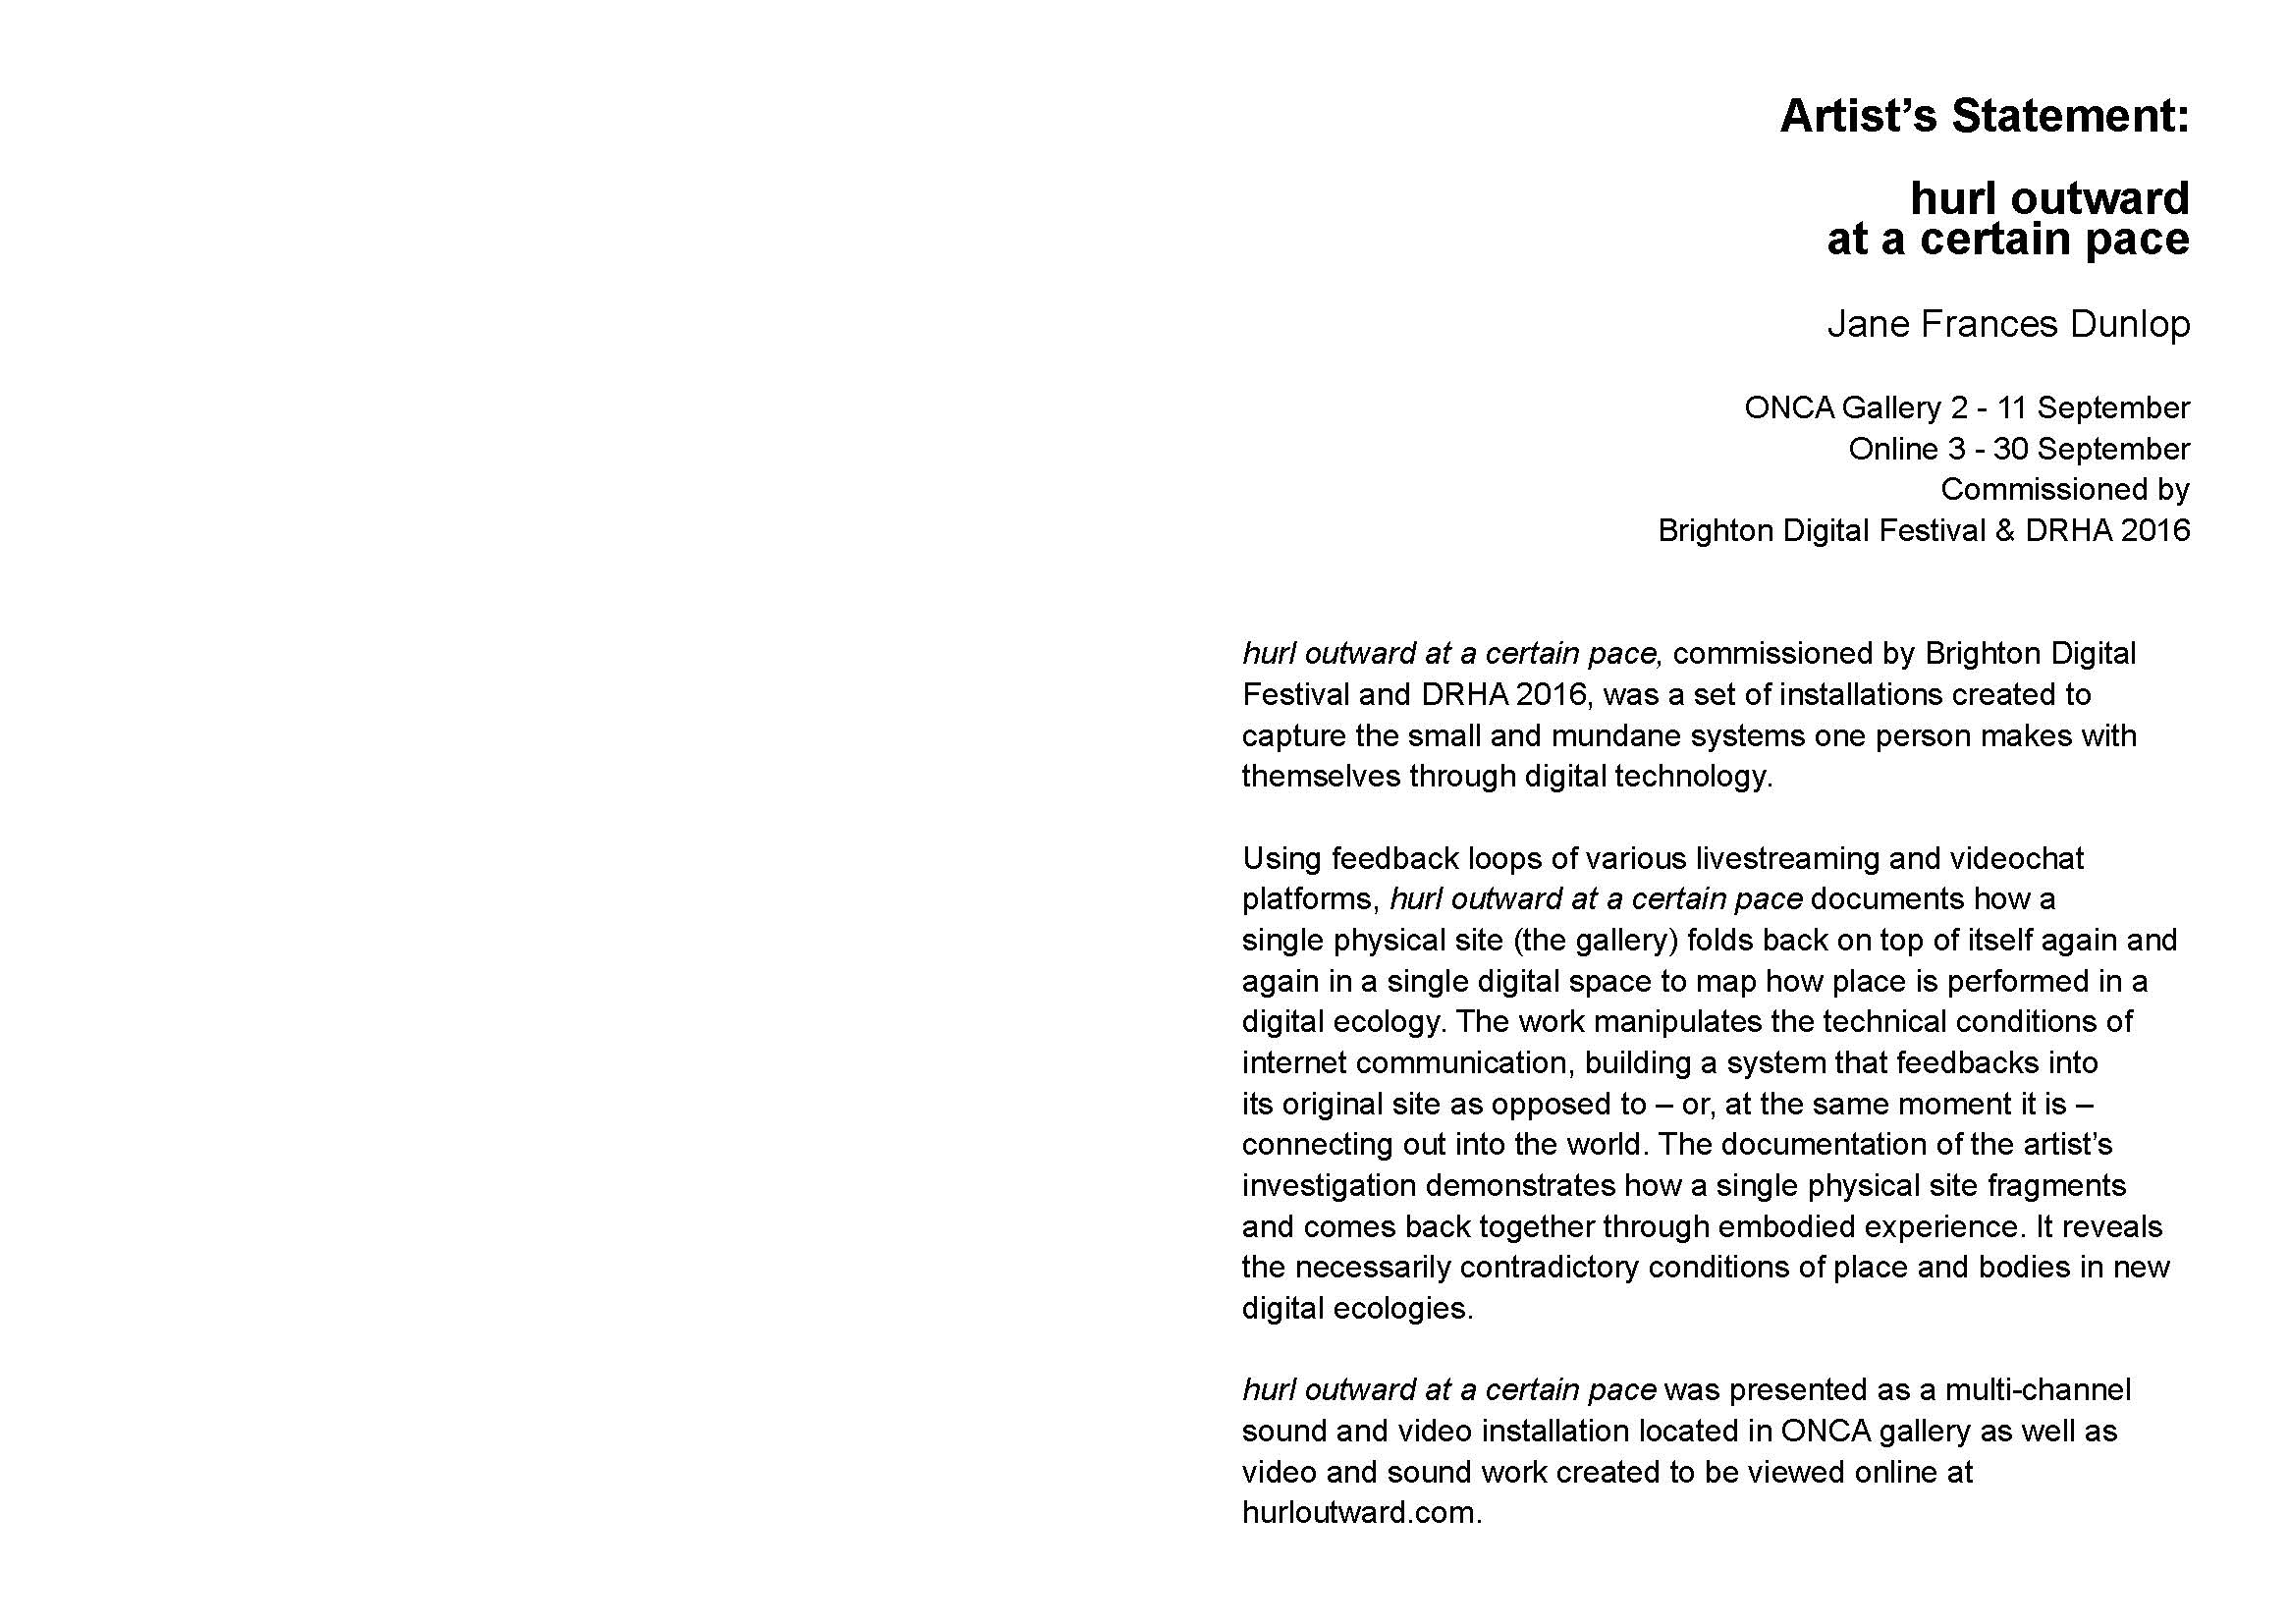 Artist’s Statement:
hurl outward
at a certain pace
Jane Frances Dunlop
ONCA Gallery 2 - 11 September
Online 3 - 30 September
Commissioned by
Brighton Digital Festival & DRHA 2016
hurl outward at a certain pace, commissioned by Brighton Digital
Festival and DRHA 2016, was a set of installations created to
capture the small and mundane systems one person makes with
themselves through digital technology.
Using feedback loops of various livestreaming and videochat
platforms, hurl outward at a certain pace documents how a
single physical site (the gallery) folds back on top of itself again and
again in a single digital space to map how place is performed in a
digital ecology. The work manipulates the technical conditions of
internet communication, building a system that feedbacks into
its original site as opposed to – or, at the same moment it is –
connecting out into the world. The documentation of the artist’s
investigation demonstrates how a single physical site fragments
and comes back together through embodied experience. It reveals
the necessarily contradictory conditions of place and bodies in new
digital ecologies.
hurl outward at a certain pace was presented as a multi-channel
sound and video installation located in ONCA gallery as well as
video and sound work created to be viewed online at
hurloutward.com.